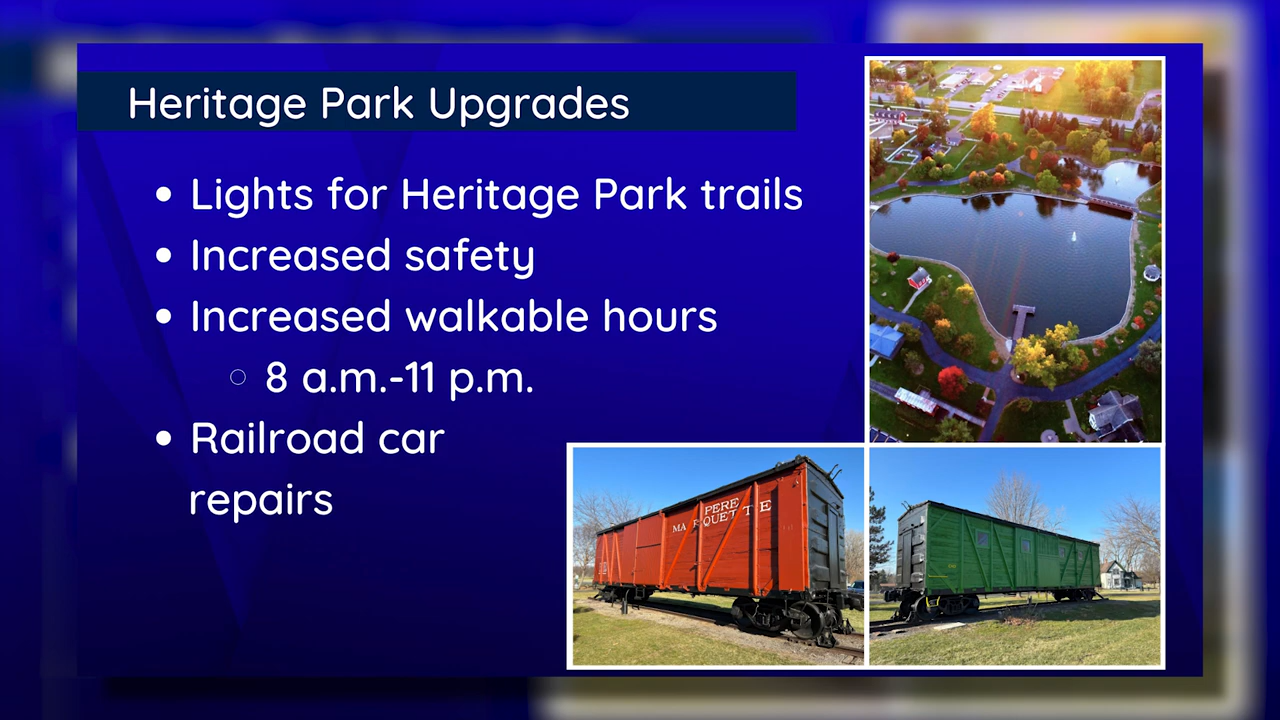 Heritage Park Upgrades
Lights for Heritage Park trails
Increased safety
Increased walkable hours
8 a.m.-11 p.m.
Railroad car
repairs
PERE
MARQUETTE